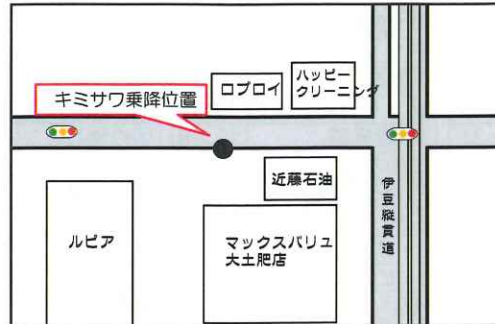 ロブロイ
ハッピー
クリーニング
キミサワ乗降位置
近藤石油
伊豆縦貫道
ルピア
マックスバリュ
大土肥店